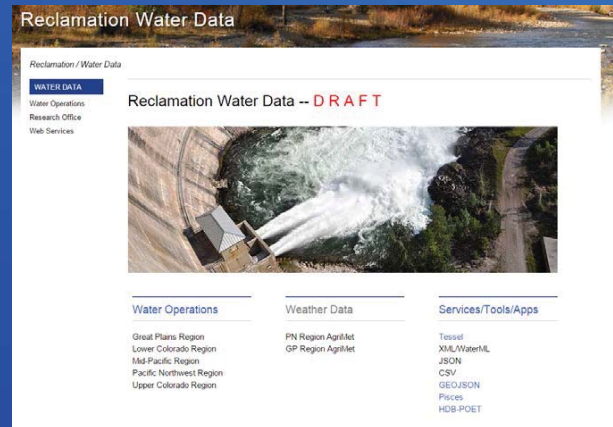 Reclamation Water Data
Reclamation / Water Data
WATER DATA
Water Operations
Research Office
Web Services
Reclamation Water Data -- D R A F T
Water Operations
Great Plains Region
Lower Colorado Region
Mid-Pacific Region
Pacific Northwest Region
Upper Colorado Region
Weather Data
PN Region AgriMet
GP Region AgriMet
Services/Tools/Apps
Tessel
XML/WaterML
JSON
CSV
GEOJSON
Pisces
HDB-POET